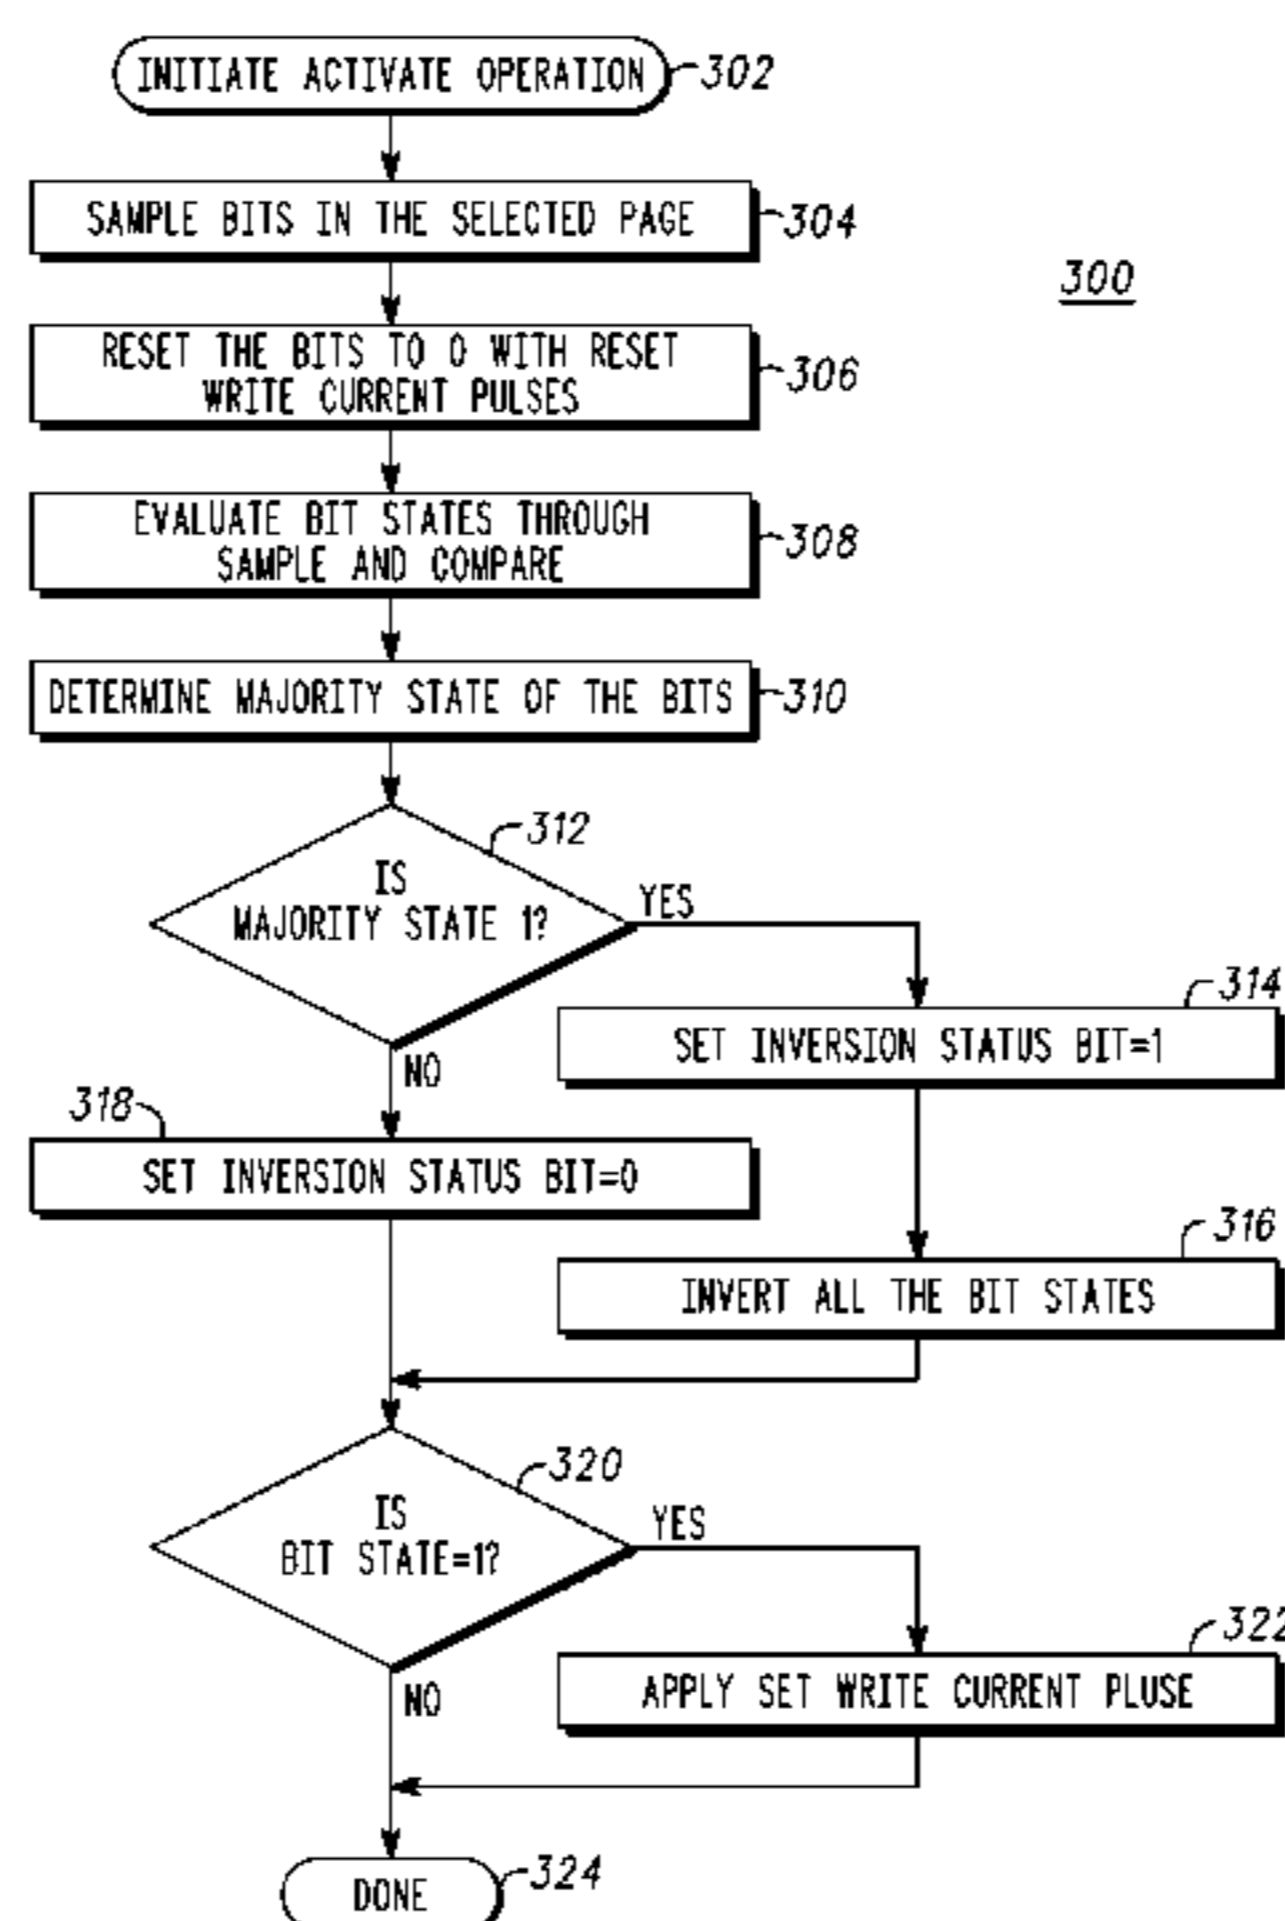 INITIATE ACTIVATE OPERATION
302
SAMPLE BITS IN THE SELECTED PAGE
304
300
RESET THE BITS TO 0 WITH RESET
WRITE CURRENT PULSES
306
EVALUATE BIT STATES THROUGH
SAMPLE AND COMPARE
308
DETERMINE MAJORITY STATE OF THE BITS
310
312
IS
MAJORITY STATE 1?
YES
NO
314
SET INVERSION STATUS BIT=1
318
SET INVERSION STATUS BIT=0
316
INVERT ALL THE BIT STATES
320
IS
BIT STATE=1?
YES
NO
322
APPLY SET WRITE CURRENT PLUSE
DONE
324